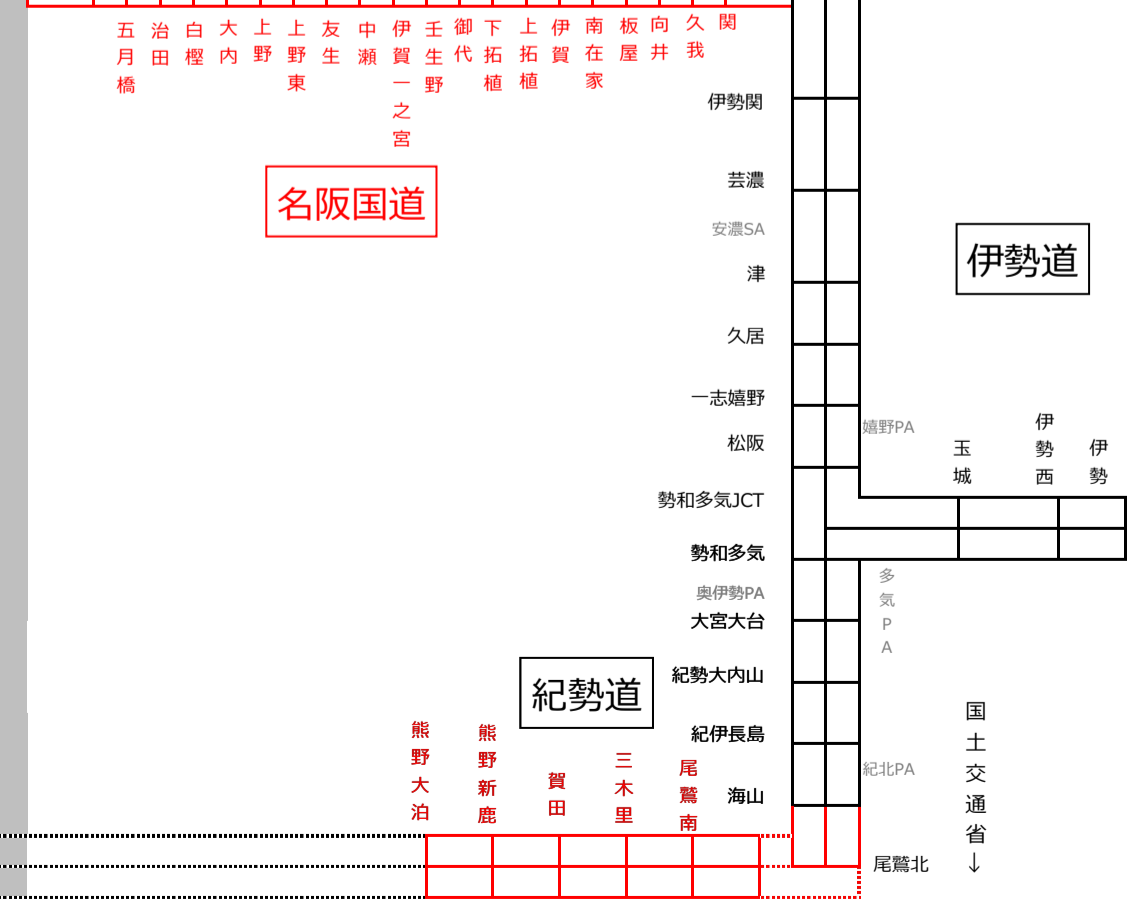 五月橋
治田
白樫
大内
上野
上野東
友生
中瀬
伊賀一之宮
壬生野
御代
下柘植
上柘植
伊賀
南在家
板屋
向井
久我
関
伊勢関
名阪国道
芸濃
安濃SA
伊勢道
津
久居
一志嬉野
嬉野PA
松阪
玉城
伊勢西
伊勢
勢和多気JCT
勢和多気
多気PA
奥伊勢PA
大宮大台
紀勢道
紀勢大内山
紀伊長島
紀北PA
海山
国土交通省↓
熊野大泊
熊野新鹿
賀田
三木里
尾鷲南
尾鷲北